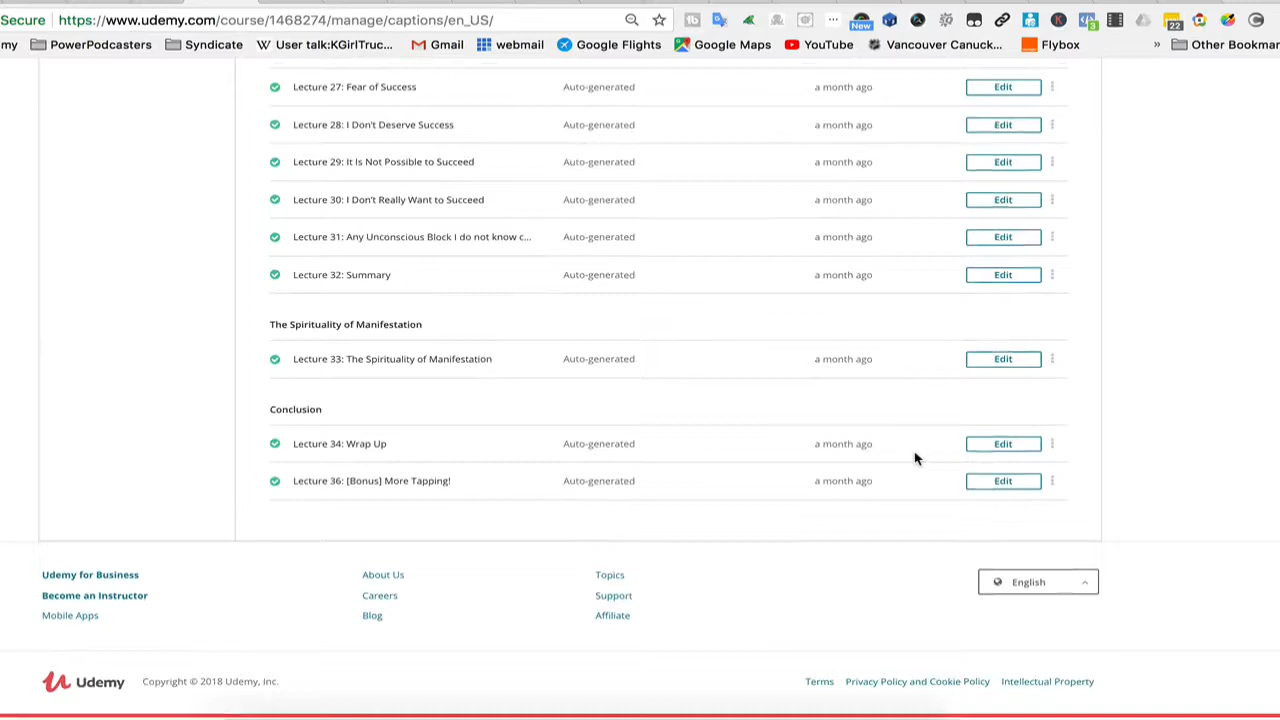 Secure https://www.udemy.com/course/1468274/manage/captions/en_US/
my PowerPodcasters Syndicate User talk:KGirlTruc... Gmail webmail Google Flights Google Maps YouTube Vancouver Canuck... Flybox » Other Bookmar
New 3 22
Lecture 27: Fear of Success Auto-generated a month ago Edit
Lecture 28: I Don't Deserve Success Auto-generated a month ago Edit
Lecture 29: It Is Not Possible to Succeed Auto-generated a month ago Edit
Lecture 30: I Don't Really Want to Succeed Auto-generated a month ago Edit
Lecture 31: Any Unconscious Block I do not know c... Auto-generated a month ago Edit
Lecture 32: Summary Auto-generated a month ago Edit
The Spirituality of Manifestation
Lecture 33: The Spirituality of Manifestation Auto-generated a month ago Edit
Conclusion
Lecture 34: Wrap Up Auto-generated a month ago Edit
Lecture 36: [Bonus] More Tapping! Auto-generated a month ago Edit
Udemy for Business About Us Topics English
Become an Instructor Careers Support
Mobile Apps Blog Affiliate
Udemy Copyright © 2018 Udemy, Inc. Terms Privacy Policy and Cookie Policy Intellectual Property